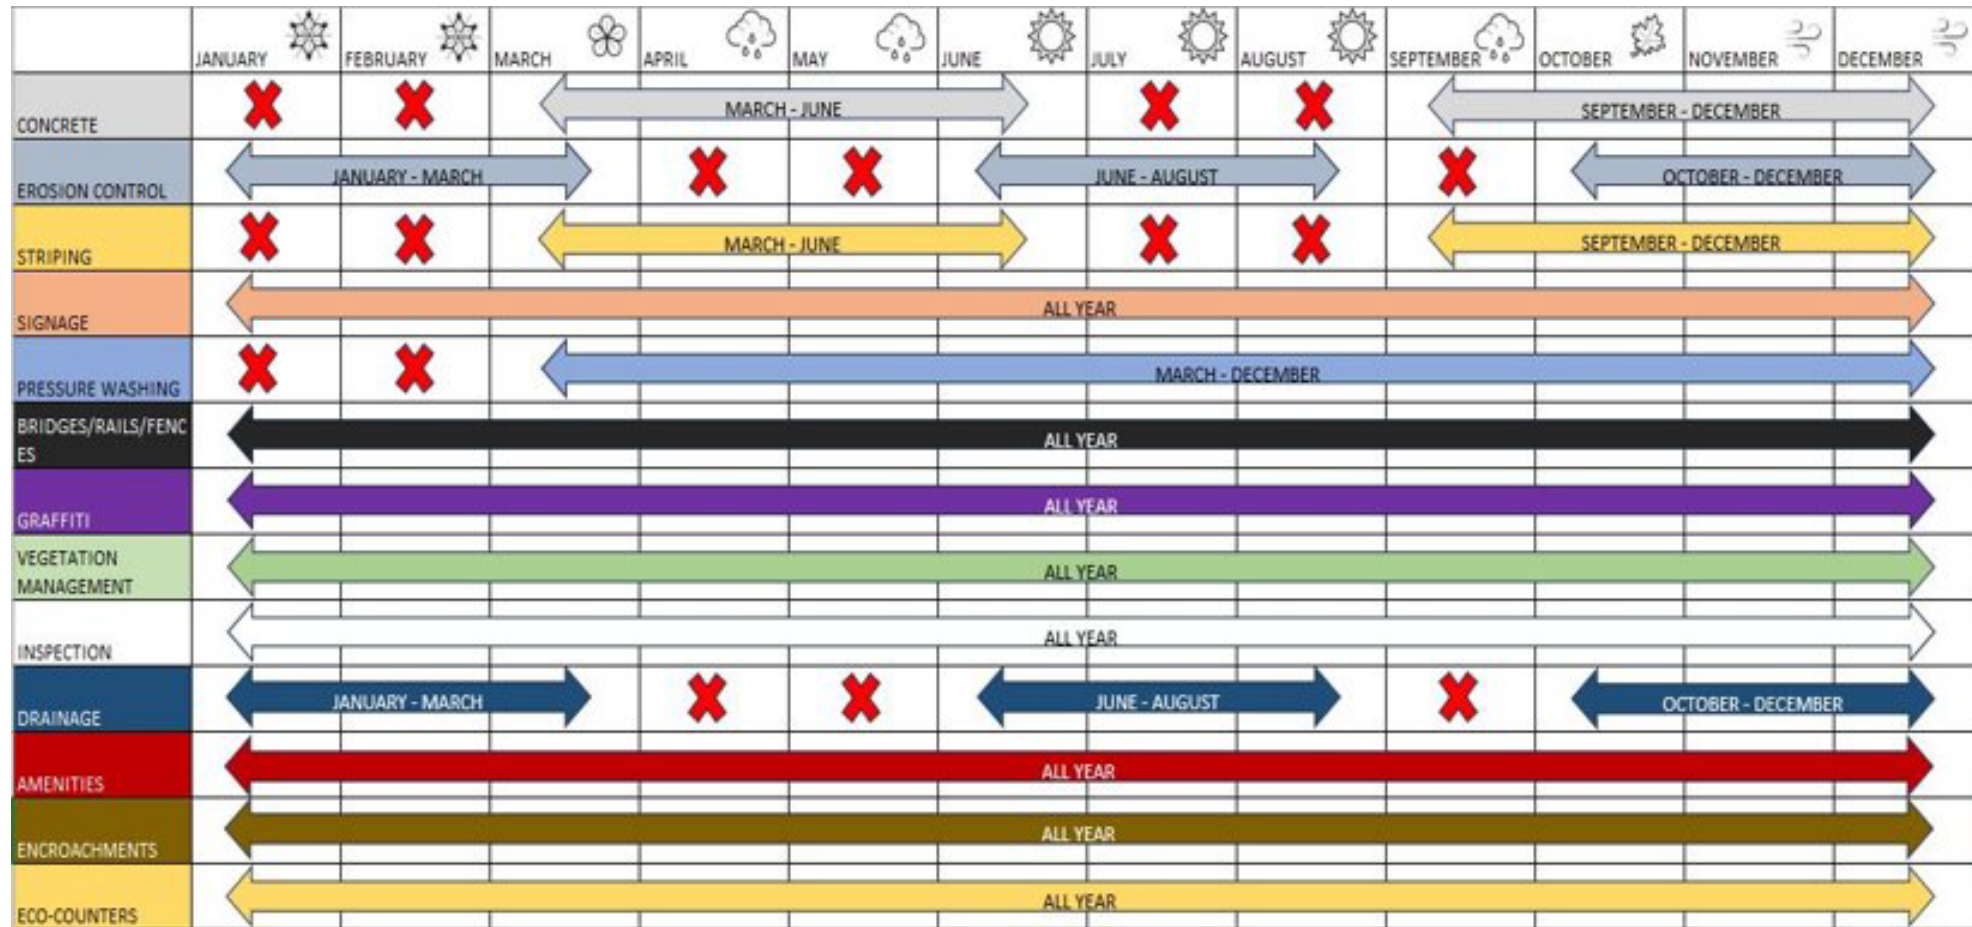 JANUARY FEBRUARY MARCH APRIL MAY JUNE JULY AUGUST SEPTEMBER OCTOBER NOVEMBER DECEMBER
CONCRETE MARCH - JUNE SEPTEMBER - DECEMBER
EROSION CONTROL JANUARY - MARCH JUNE - AUGUST OCTOBER - DECEMBER
STRIPING MARCH - JUNE SEPTEMBER - DECEMBER
SIGNAGE ALL YEAR
PRESSURE WASHING MARCH - DECEMBER
BRIDGES/RAILS/FENC
ES ALL YEAR
GRAFFITI ALL YEAR
VEGETATION
MANAGEMENT ALL YEAR
INSPECTION ALL YEAR
DRAINAGE JANUARY - MARCH JUNE - AUGUST OCTOBER - DECEMBER
AMENITIES ALL YEAR
ENCROACHMENTS ALL YEAR
ECO-COUNTERS ALL YEAR